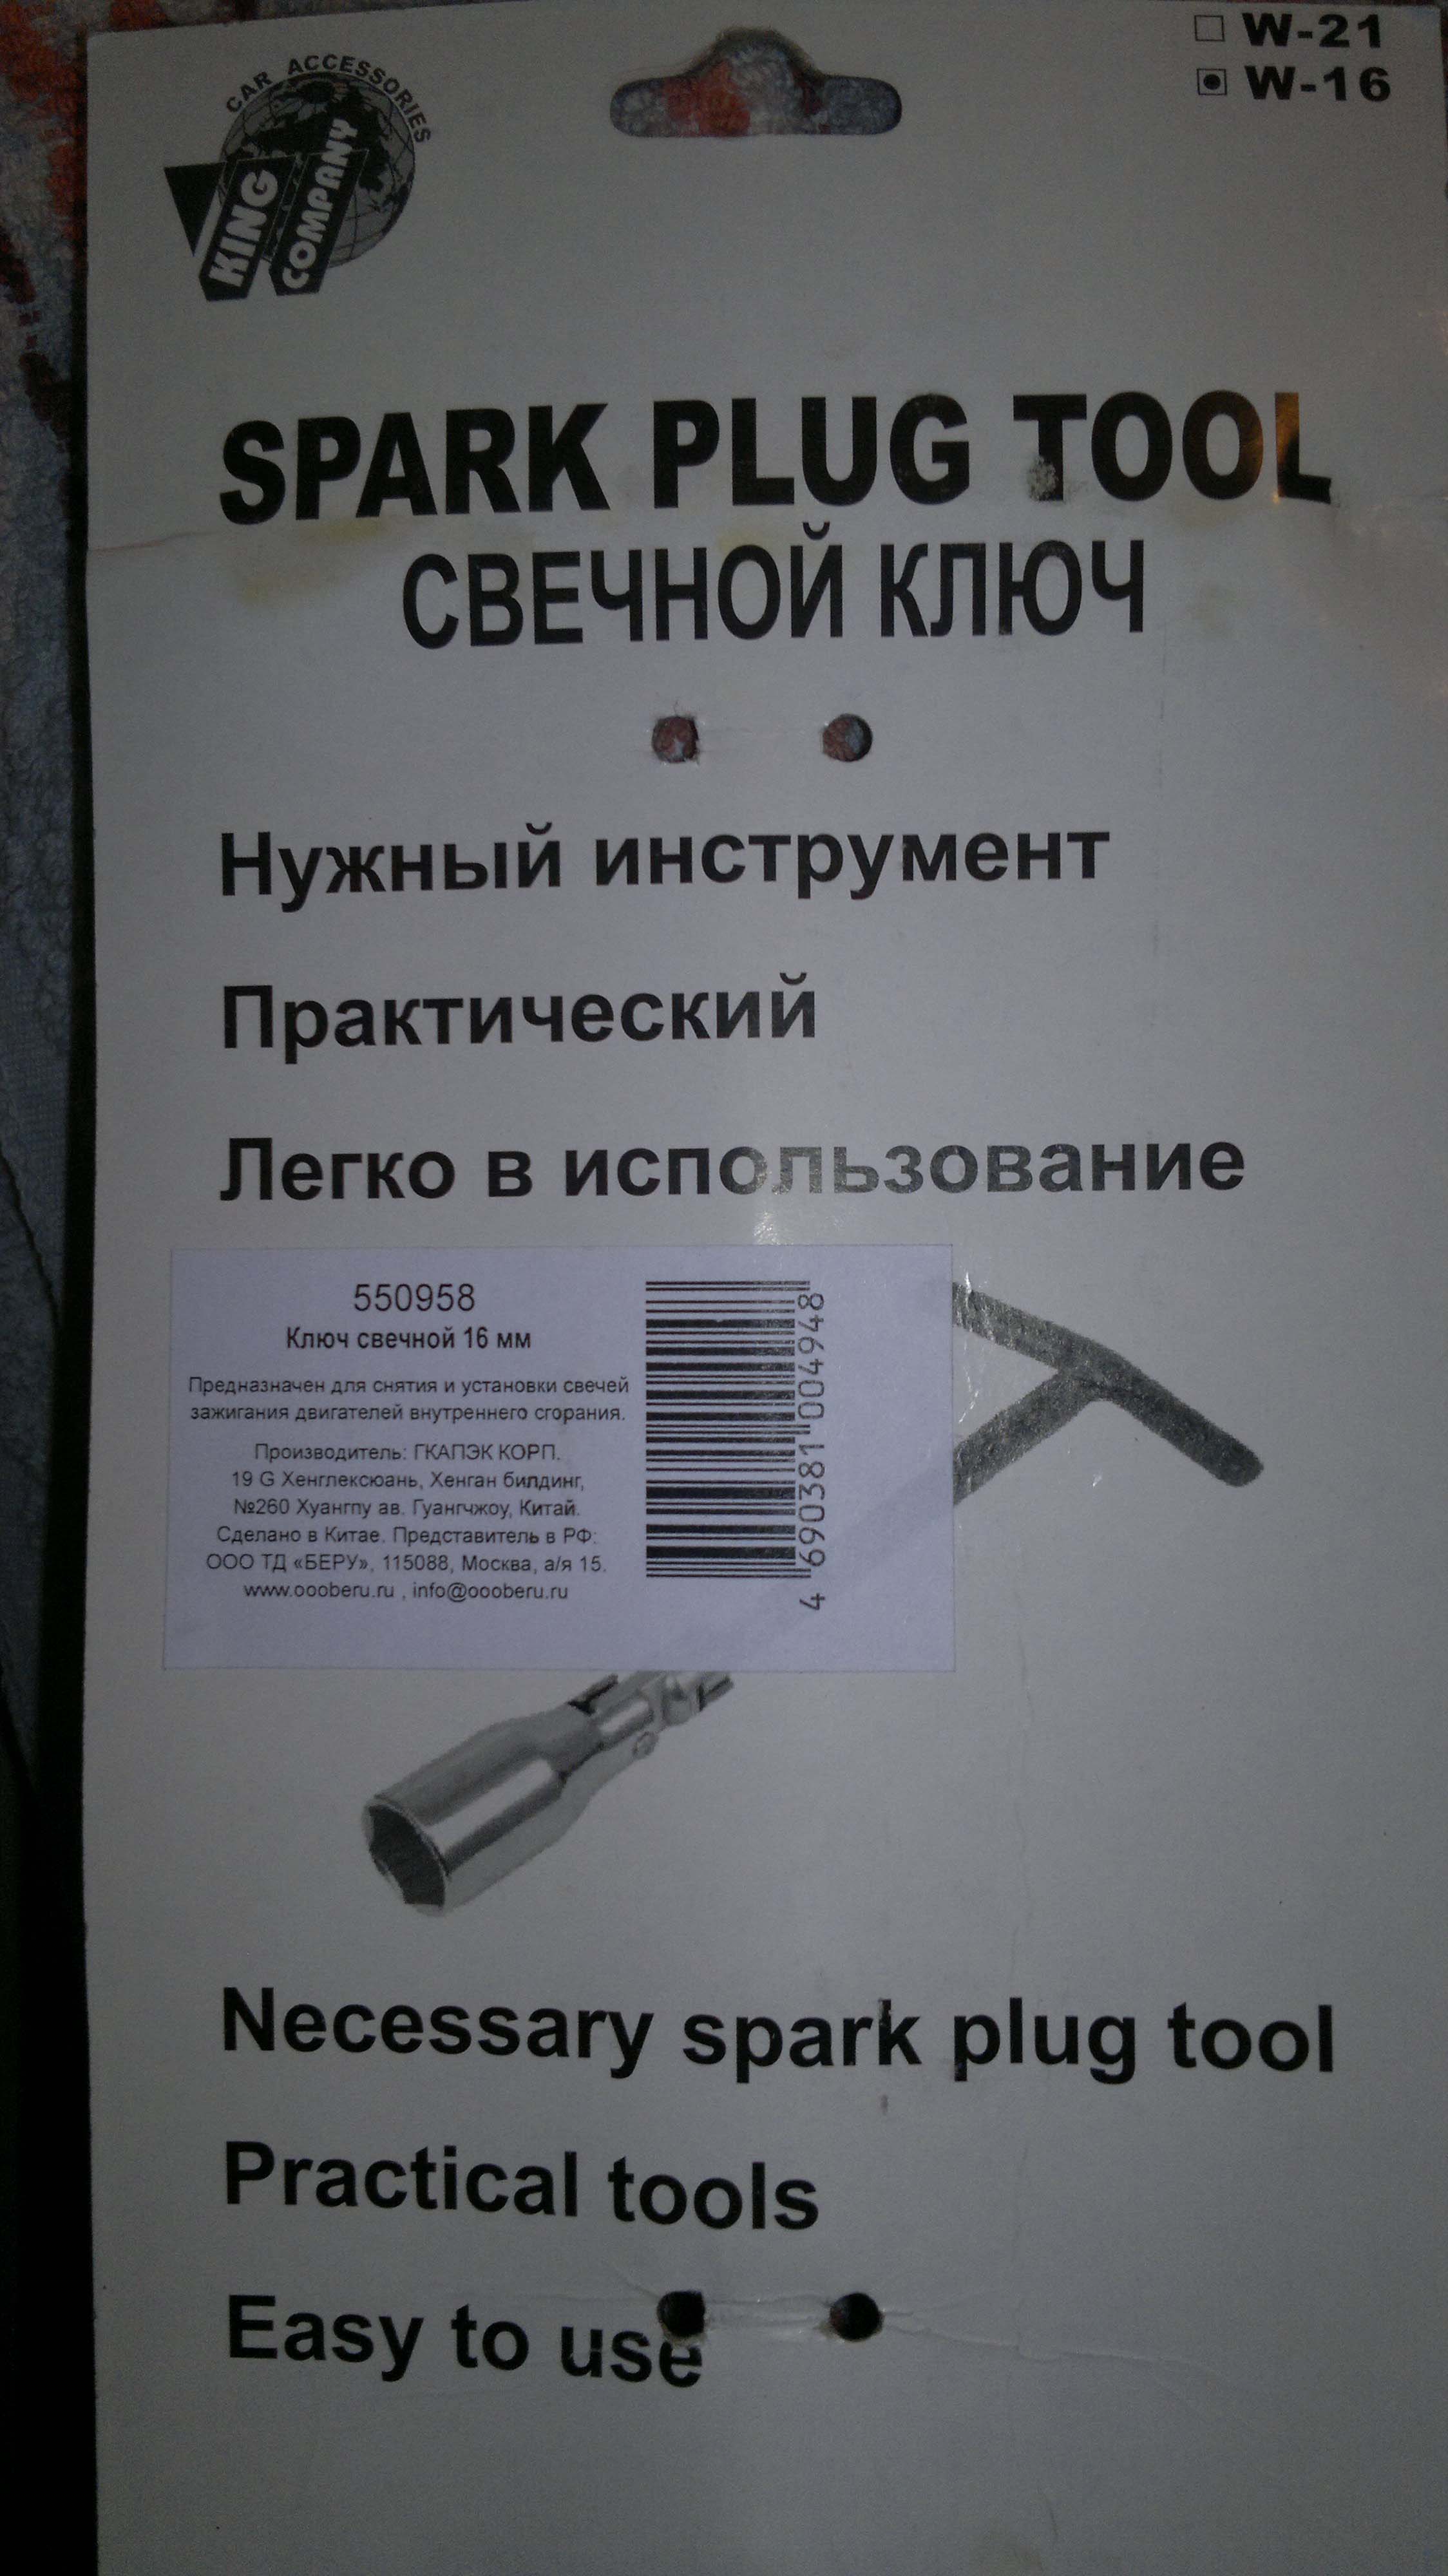 W-21
W-16
CAR ACCESSORIES
KING
COMPANY
SPARK PLUG TOOL
СВЕЧНОЙ КЛЮЧ
Нужный инструмент
Практический
Легко в использование
550958
Ключ свечной 16 мм
Предназначен для снятия и установки свечей
зажигания двигателей внутреннего сгорания.
Производитель: ГКАПЭК КОРП.
19 G Хенглексюань, Хенган билдинг,
№260 Хуангпу ав. Гуангчжоу, Китай.
Сделано в Китае. Представитель в РФ:
ООО ТД «БЕРУ», 115088, Москва, а/я 15.
www.oooberu.ru , info@oooberu.ru
4 690381 004948
Necessary spark plug tool
Practical tools
Easy to use